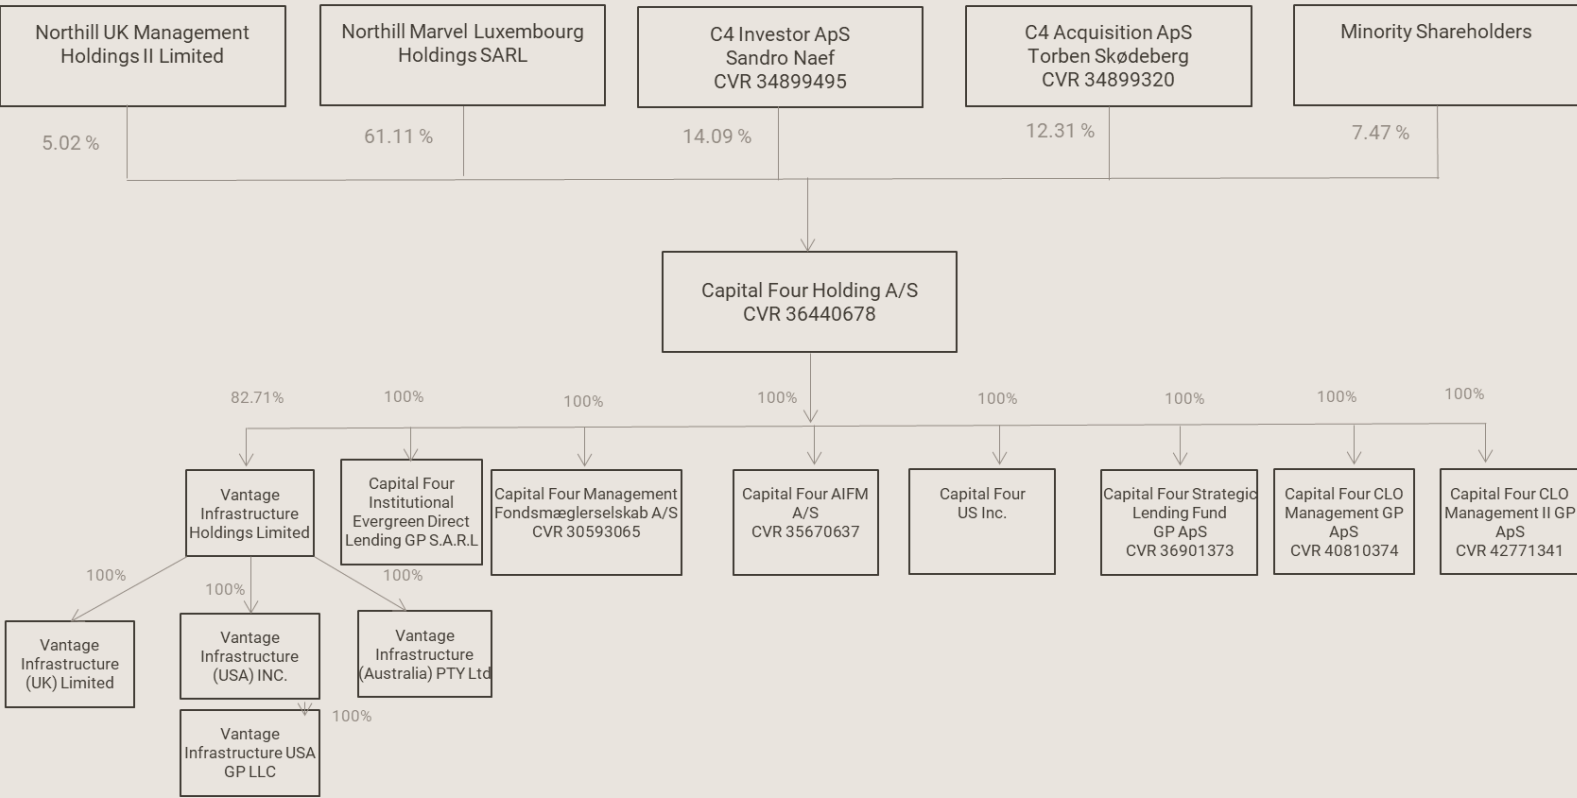 Northill UK Management
Holdings II Limited
Northill Marvel Luxembourg
Holdings SARL
C4 Investor ApS
Sandro Naef
CVR 34899495
C4 Acquisition ApS
Torben Skødeberg
CVR 34899320
Minority Shareholders
5.02 %
61.11 %
14.09 %
12.31 %
7.47 %
Capital Four Holding A/S
CVR 36440678
82.71%
100%
100%
100%
100%
100%
100%
100%
Vantage
Infrastructure
Holdings Limited
Capital Four
Institutional
Evergreen Direct
Lending GP S.A.R.L
Capital Four Management
Fondsmæglerselskab A/S
CVR 30593065
Capital Four AIFM
A/S
CVR 35670637
Capital Four
US Inc.
Capital Four Strategic
Lending Fund
GP ApS
CVR 36901373
Capital Four CLO
Management GP
ApS
CVR 40810374
Capital Four CLO
Management II GP
ApS
CVR 42771341
100%
100%
100%
Vantage
Infrastructure
(UK) Limited
Vantage
Infrastructure
(USA) INC.
Vantage
Infrastructure
(Australia) PTY Ltd
100%
Vantage
Infrastructure USA
GP LLC